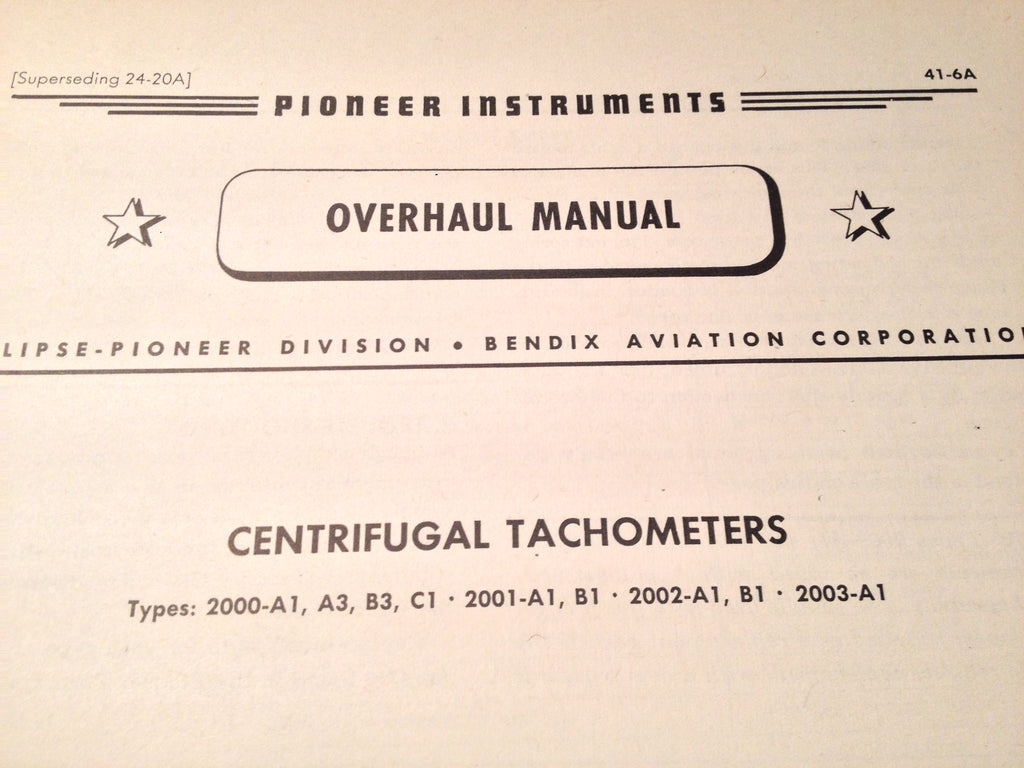 [Superseding 24-20A]
41-6A
PIONEER INSTRUMENTS
OVERHAUL MANUAL
LIPSE-PIONEER DIVISION • BENDIX AVIATION CORPORATIO
CENTRIFUGAL TACHOMETERS
Types: 2000-A1, A3, B3, C1 · 2001-A1, B1 · 2002-A1, B1 · 2003-A1